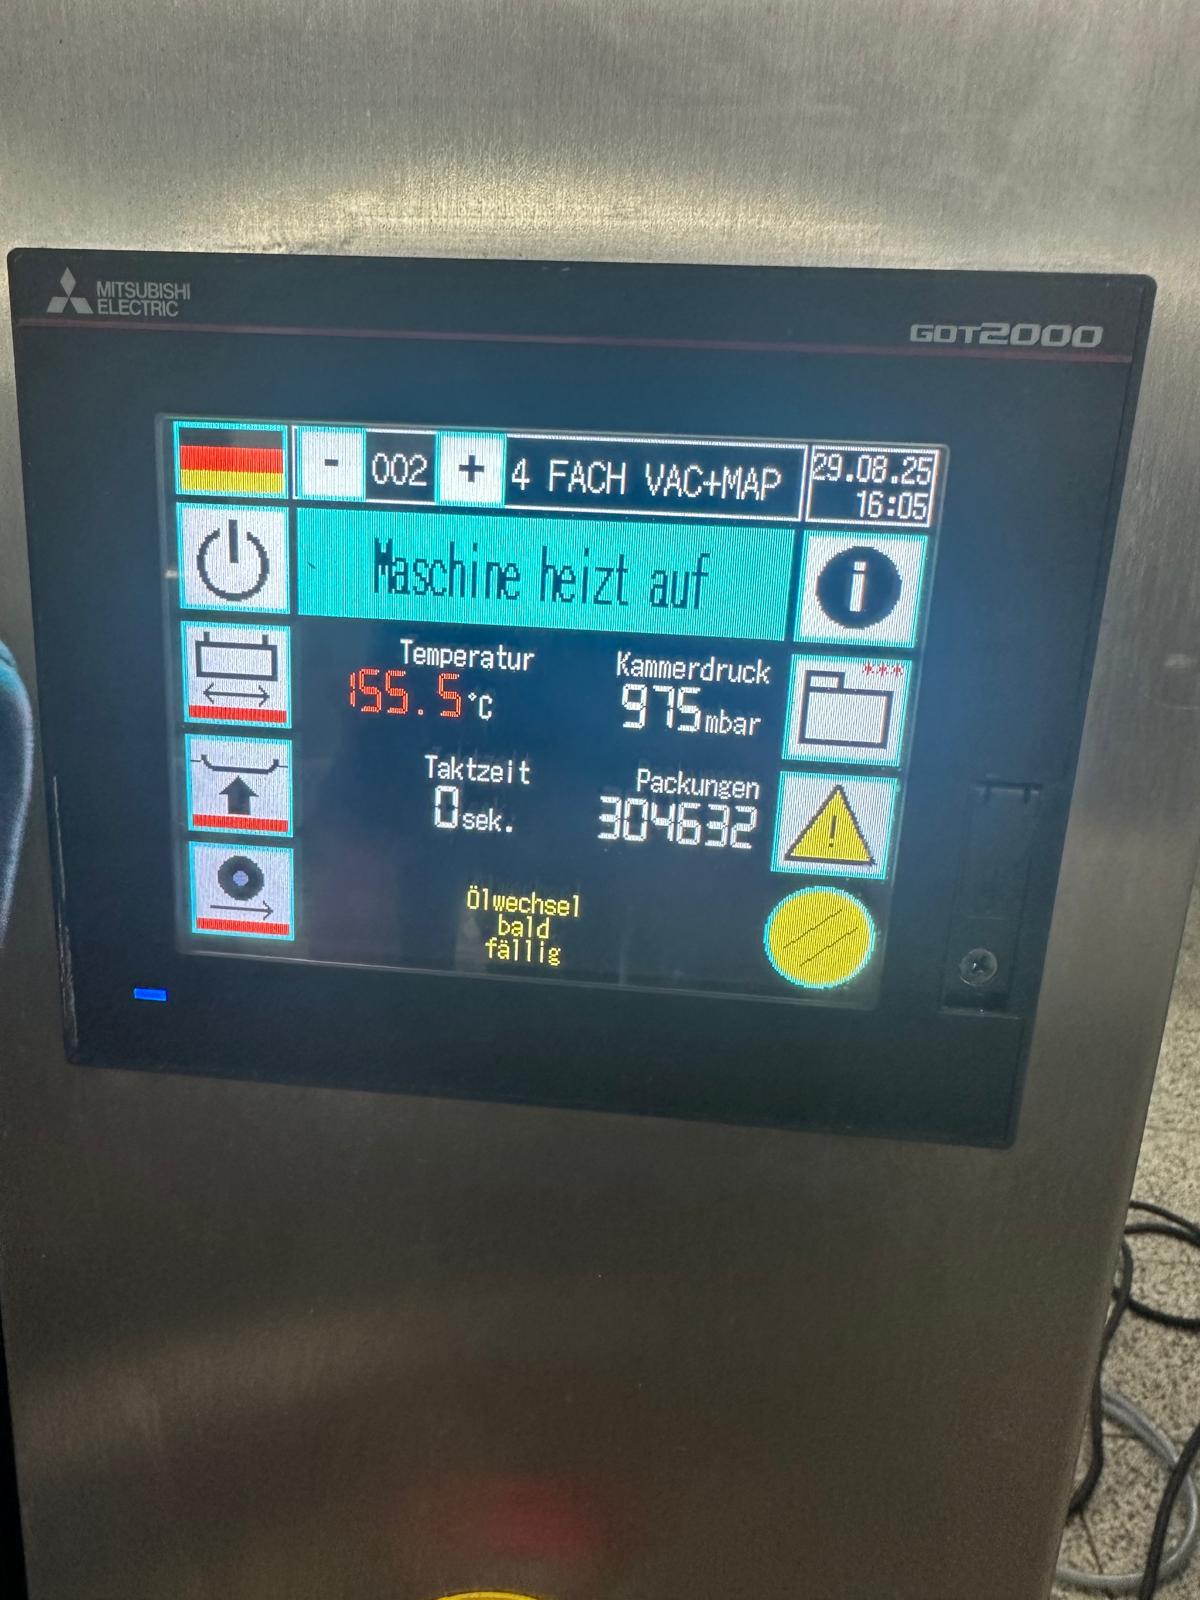 MITSUBISHI
ELECTRIC
GOT2000
- 002 + 4 FACH VAC+MAP
29.08.25
16:05
Maschine heizt auf
i
Temperatur
155.5°C
Kammerdruck
975mbar
***
Taktzeit
0sek.
Packungen
304632
!
Ölwechsel
bald
fällig